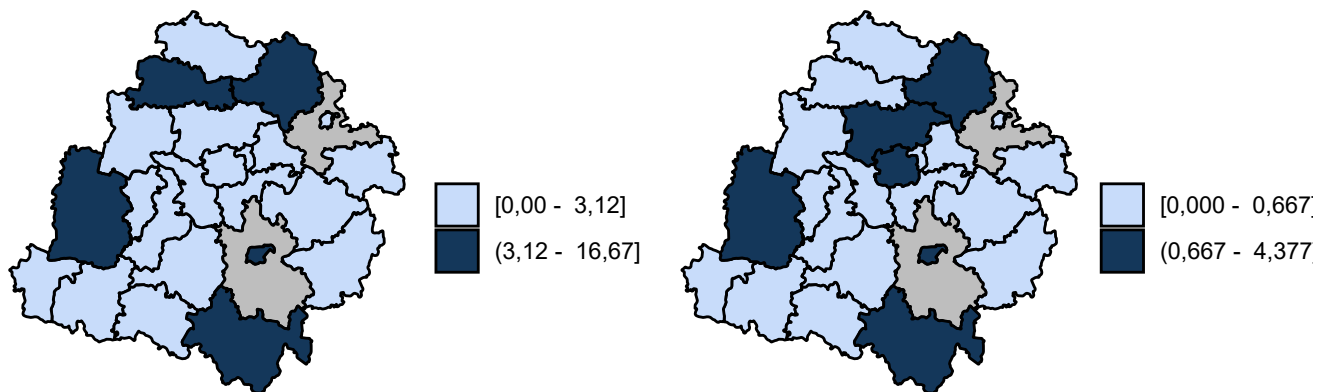 [0,00 - 3,12]
(3,12 - 16,67]
[0,000 - 0,667]
(0,667 - 4,377]